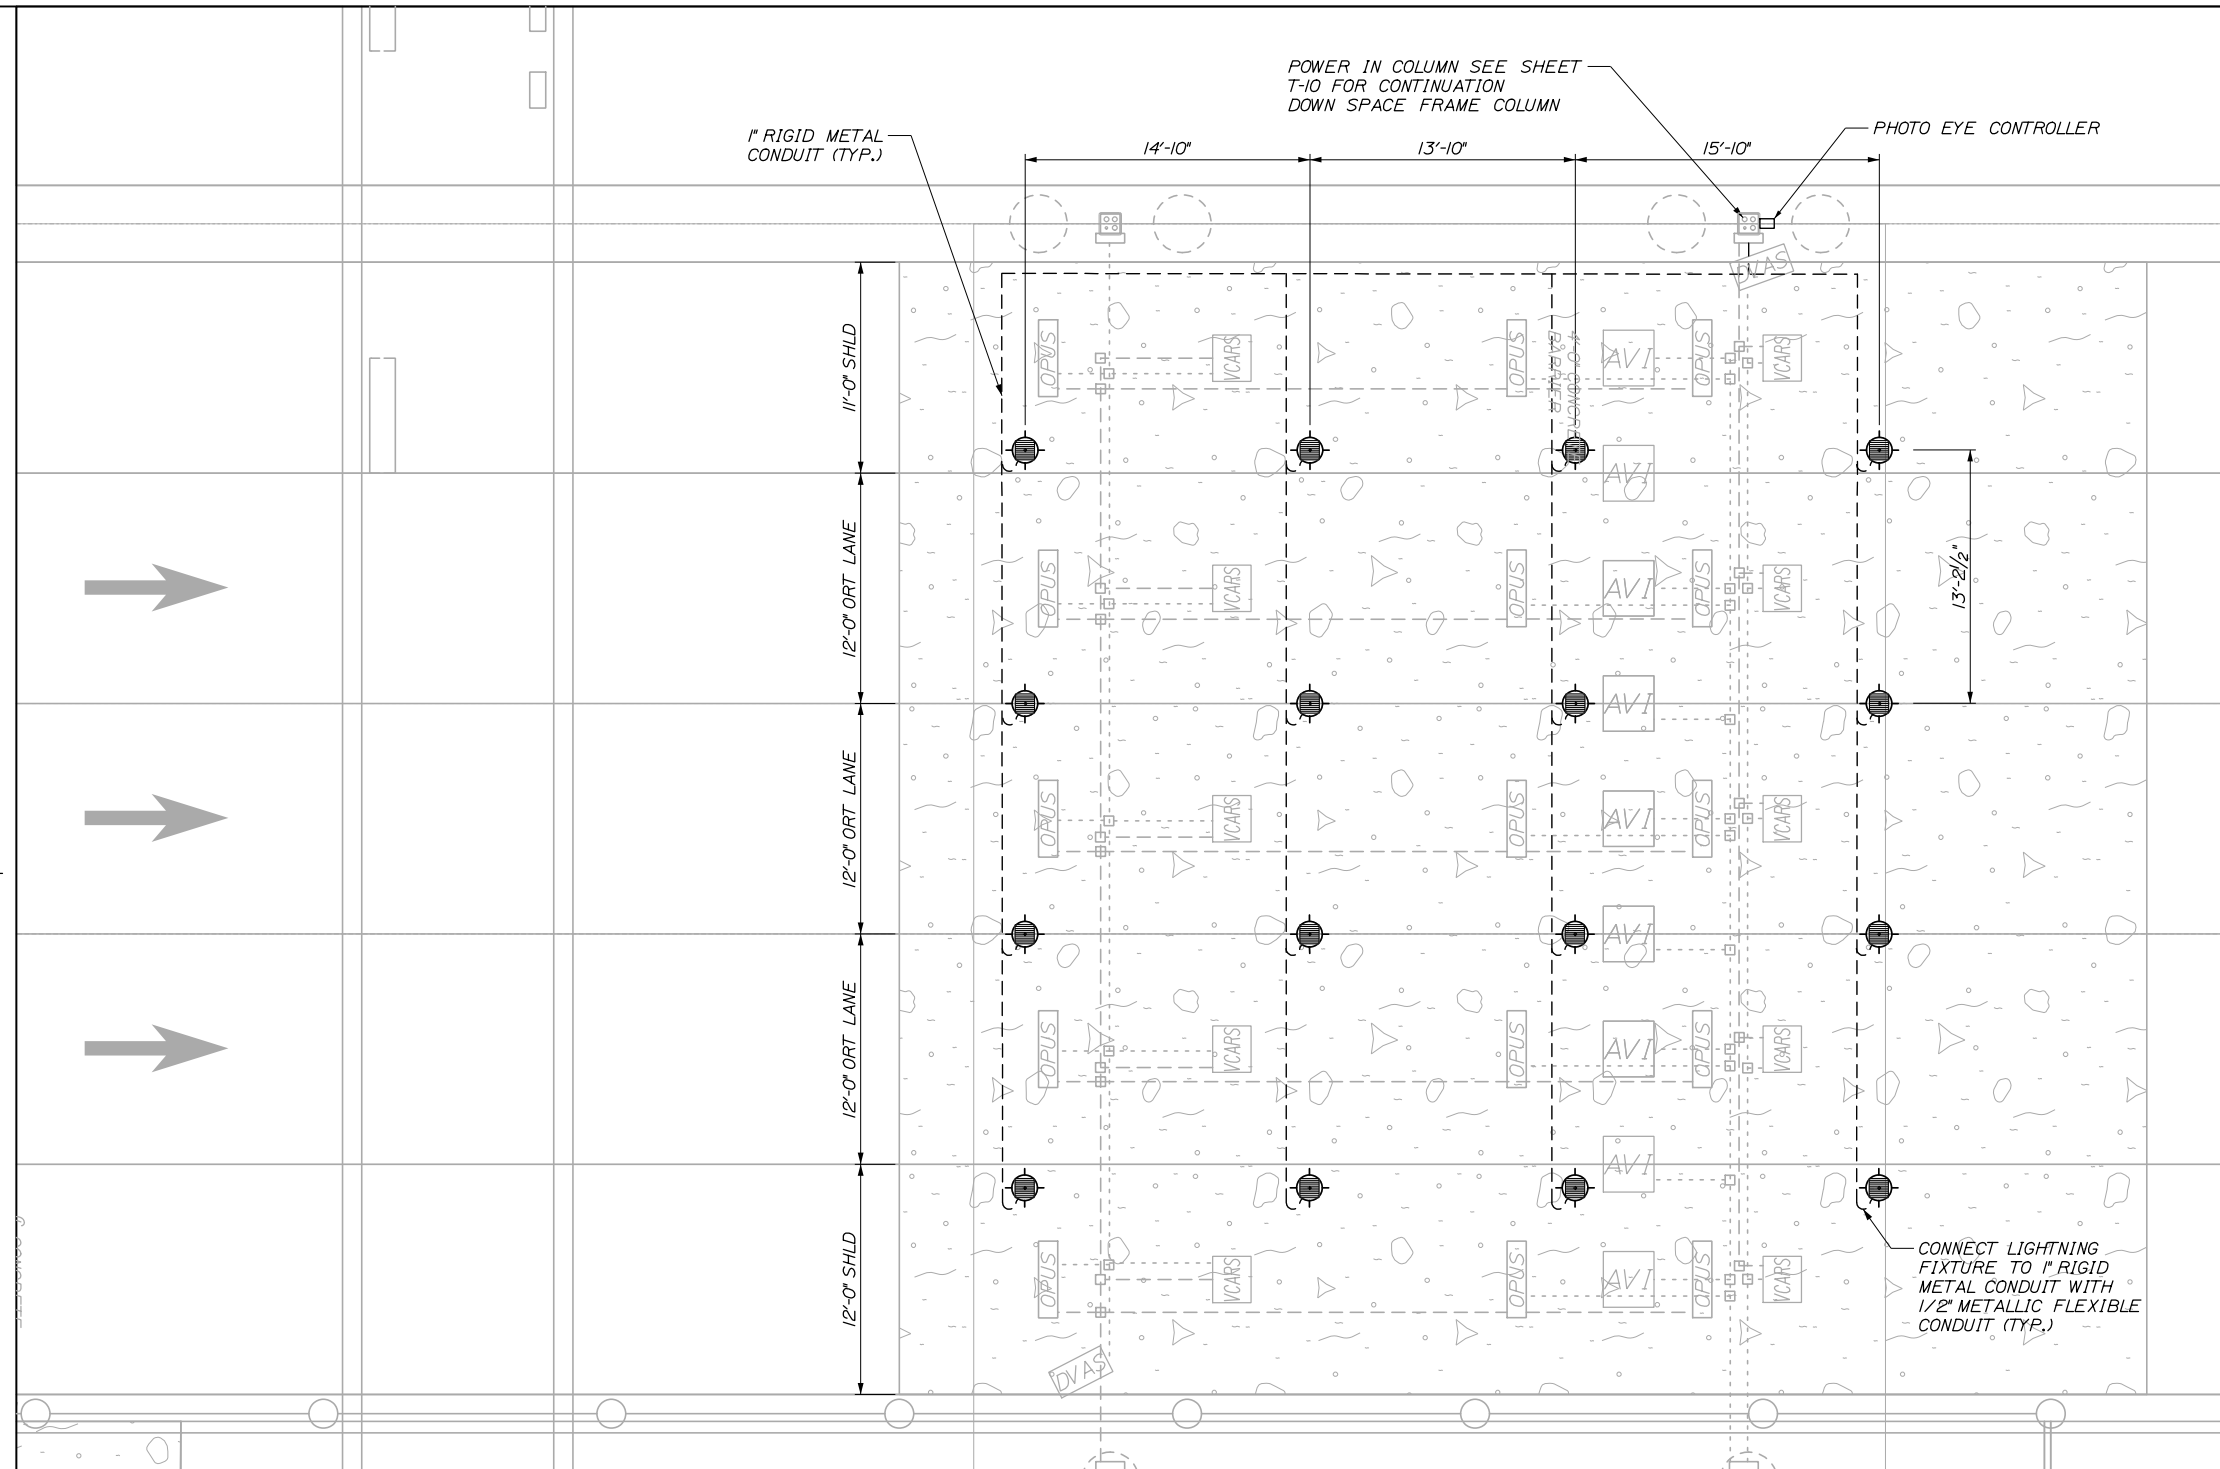 POWER IN COLUMN SEE SHEET
T-10 FOR CONTINUATION
DOWN SPACE FRAME COLUMN
PHOTO EYE CONTROLLER
1" RIGID METAL
CONDUIT (TYP.)
14'-10"
13'-10"
15'-10"
DVAS
11'-0" SHLD
OPUS
VCARS
OPUS
4'-0" CONCRETE
BARRIER
AVI
OPUS
VCARS
AVI
12'-0" ORT LANE
OPUS
VCARS
OPUS
AVI
OPUS
VCARS
13'-2 1/2"
AVI
12'-0" ORT LANE
OPUS
VCARS
OPUS
AVI
OPUS
VCARS
AVI
12'-0" ORT LANE
OPUS
VCARS
OPUS
AVI
OPUS
VCARS
AVI
12'-0" SHLD
OPUS
VCARS
OPUS
AVI
OPUS
VCARS
CONNECT LIGHTNING
FIXTURE TO 1" RIGID
METAL CONDUIT WITH
1/2" METALLIC FLEXIBLE
CONDUIT (TYP.)
DVAS